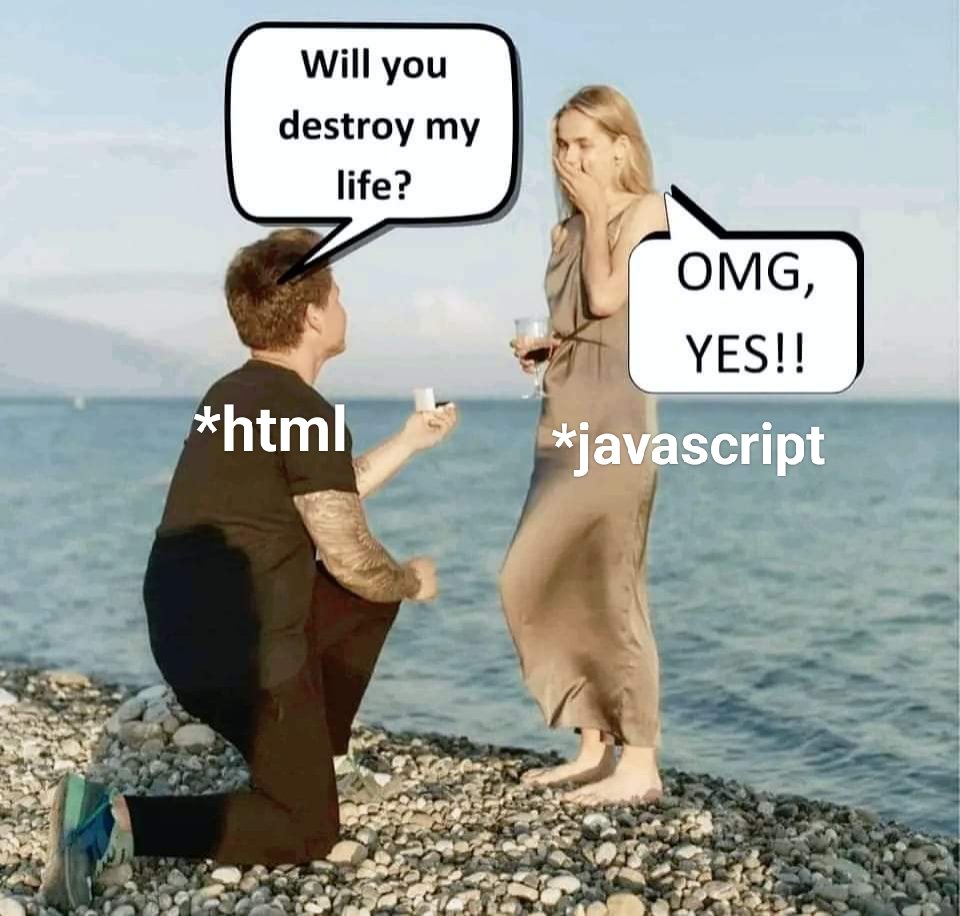 Will you
destroy my
life?
OMG,
YES!!
*html
*javascript